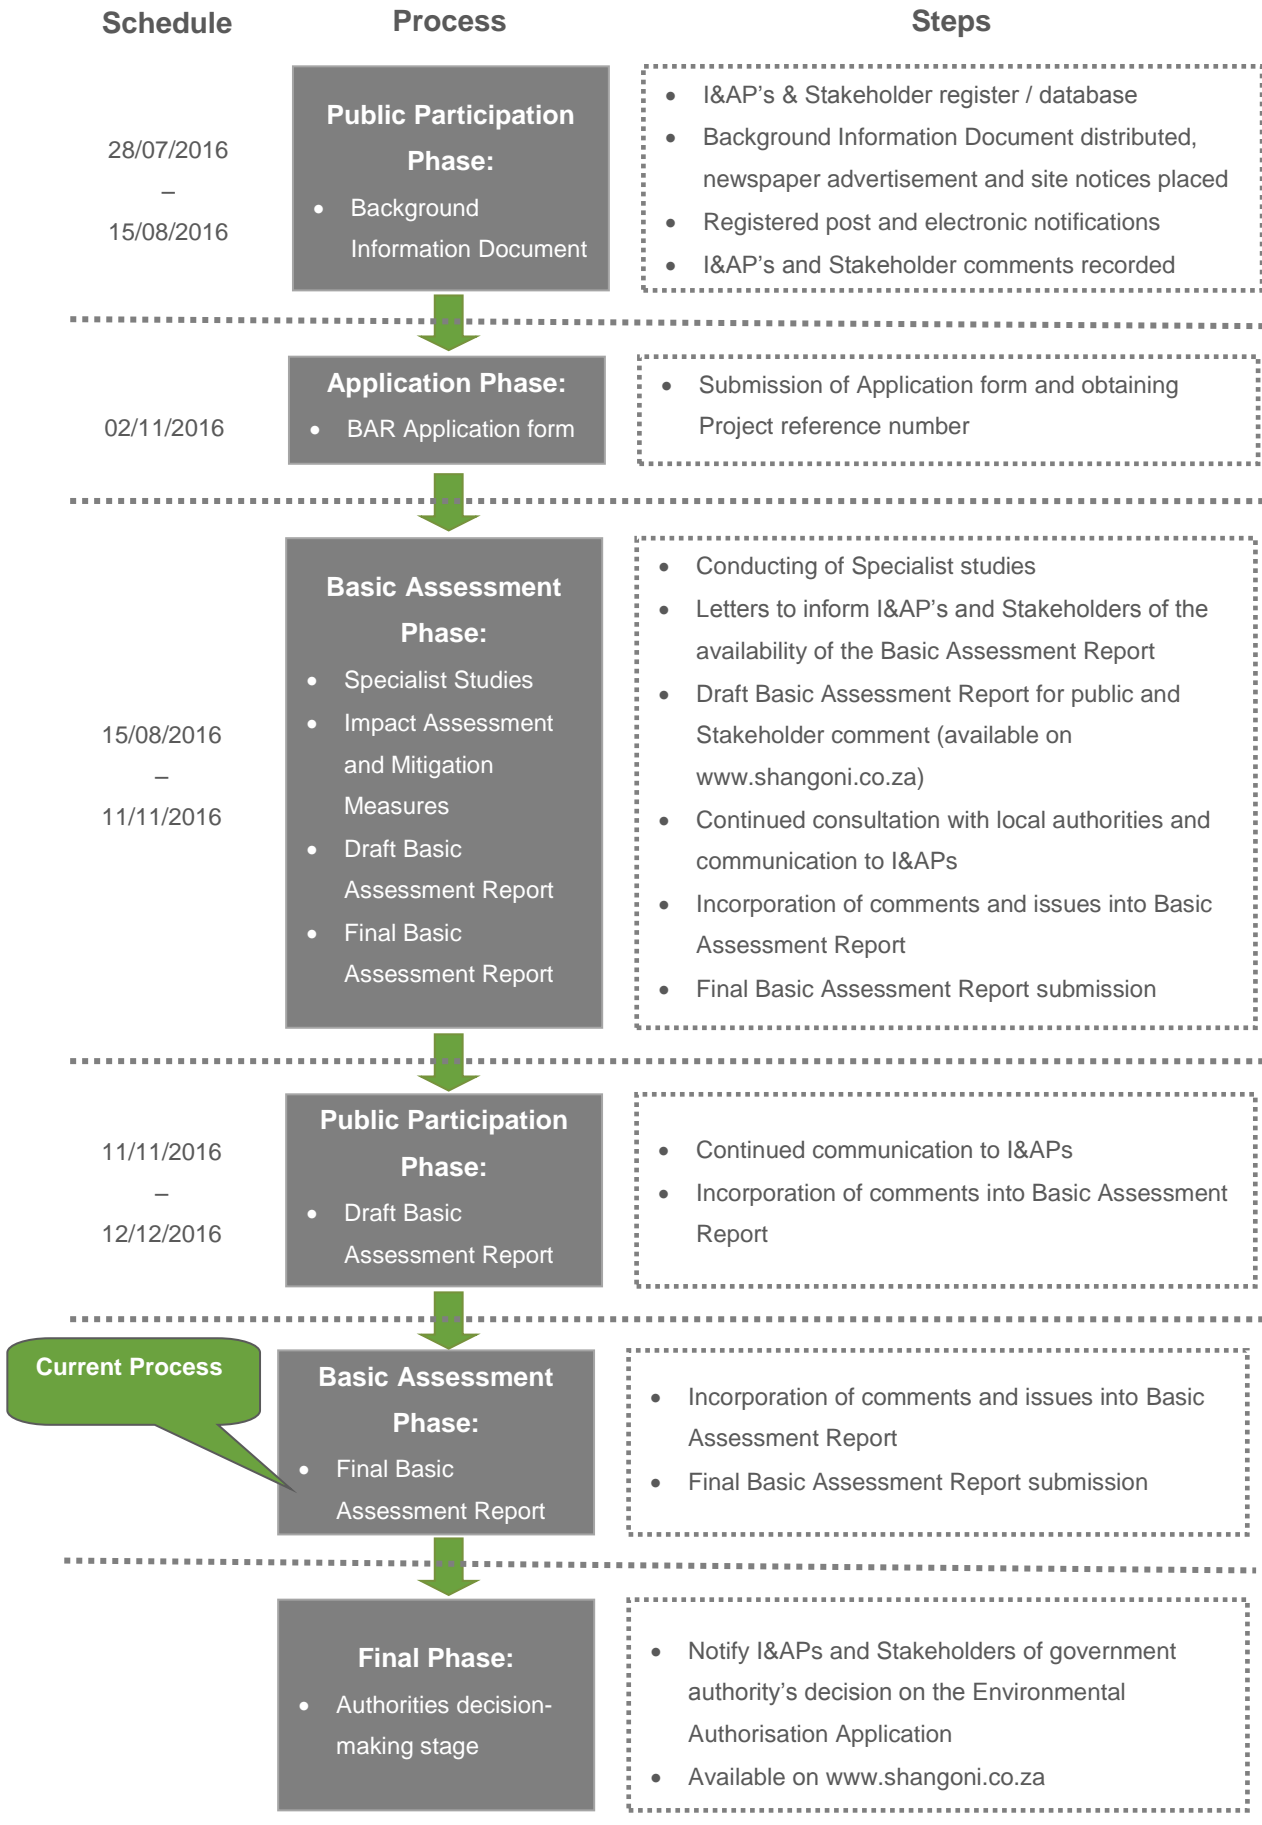 Schedule
Process
Steps
28/07/2016
–
15/08/2016
Public Participation
Phase:
• Background
Information Document
• I&AP's & Stakeholder register / database
• Background Information Document distributed,
newspaper advertisement and site notices placed
• Registered post and electronic notifications
• I&AP's and Stakeholder comments recorded
02/11/2016
Application Phase:
• BAR Application form
• Submission of Application form and obtaining
Project reference number
15/08/2016
–
11/11/2016
Basic Assessment
Phase:
• Specialist Studies
• Impact Assessment
and Mitigation
Measures
• Draft Basic
Assessment Report
• Final Basic
Assessment Report
• Conducting of Specialist studies
• Letters to inform I&AP's and Stakeholders of the
availability of the Basic Assessment Report
• Draft Basic Assessment Report for public and
Stakeholder comment (available on
www.shangoni.co.za)
• Continued consultation with local authorities and
communication to I&APs
• Incorporation of comments and issues into Basic
Assessment Report
• Final Basic Assessment Report submission
11/11/2016
–
12/12/2016
Public Participation
Phase:
• Draft Basic
Assessment Report
• Continued communication to I&APs
• Incorporation of comments into Basic Assessment
Report
Current Process
Basic Assessment
Phase:
• Final Basic
Assessment Report
• Incorporation of comments and issues into Basic
Assessment Report
• Final Basic Assessment Report submission
Final Phase:
• Authorities decision-
making stage
• Notify I&APs and Stakeholders of government
authority's decision on the Environmental
Authorisation Application
• Available on www.shangoni.co.za